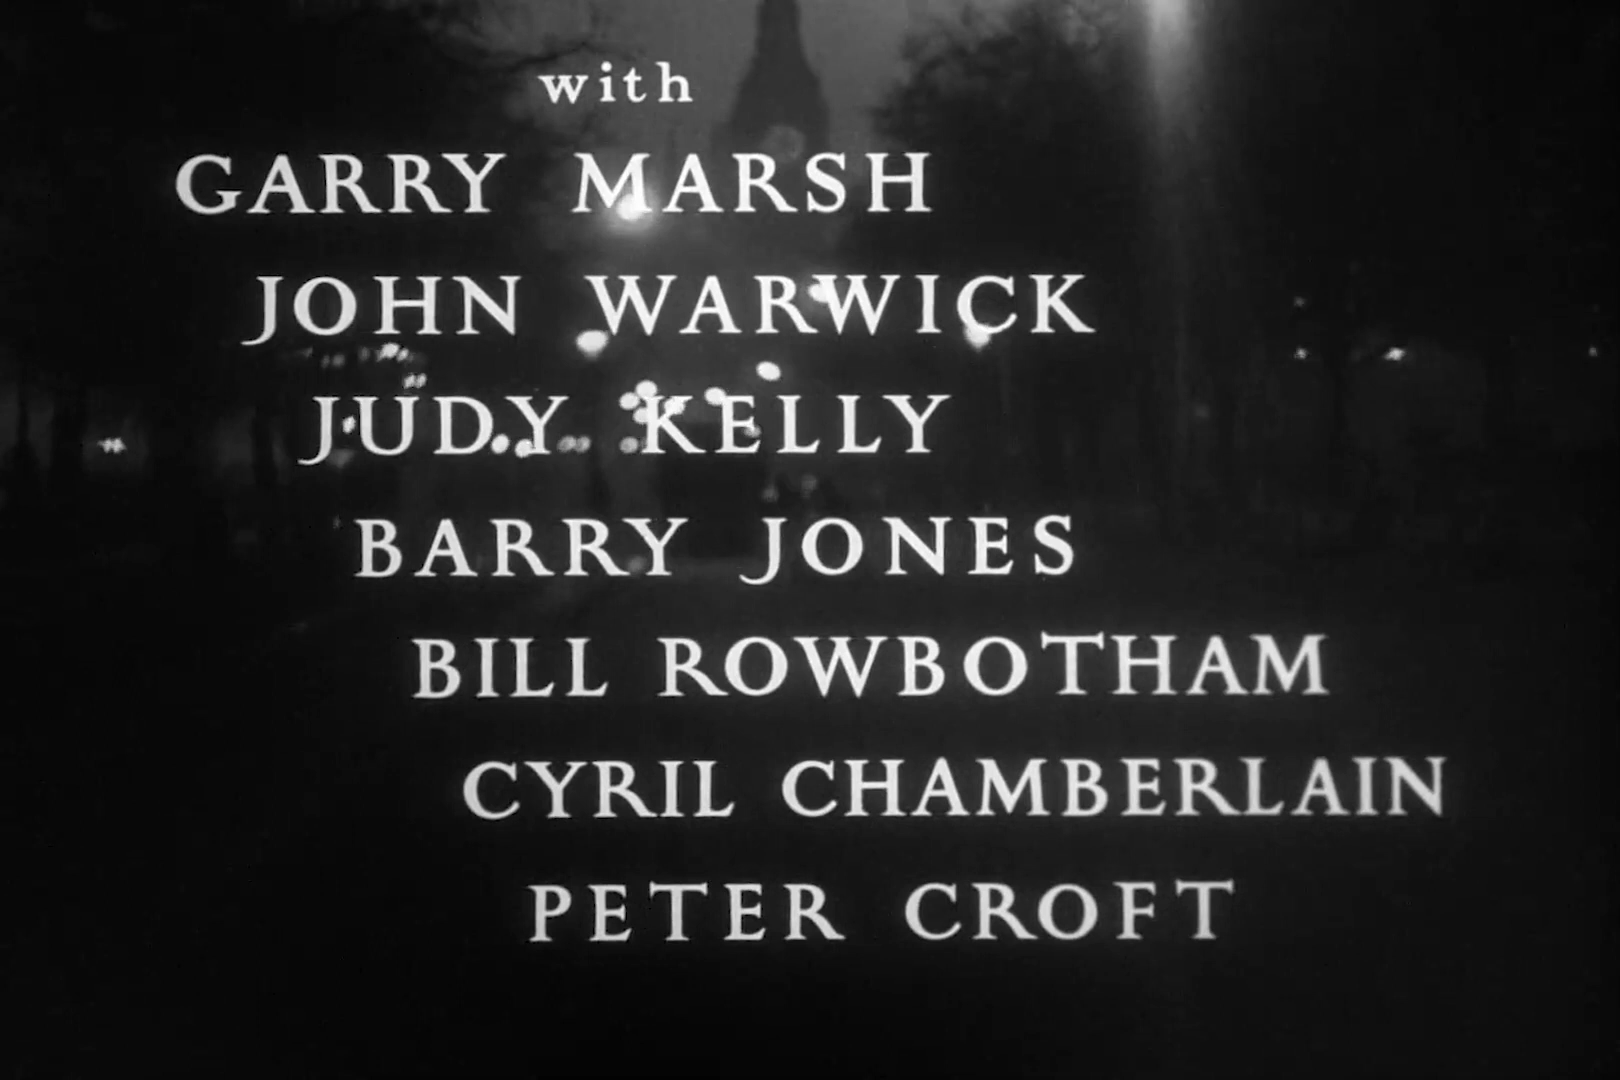 with
GARRY MARSH
JOHN WARWICK
JUDY KELLY
BARRY JONES
BILL ROWBOTHAM
CYRIL CHAMBERLAIN
PETER CROFT